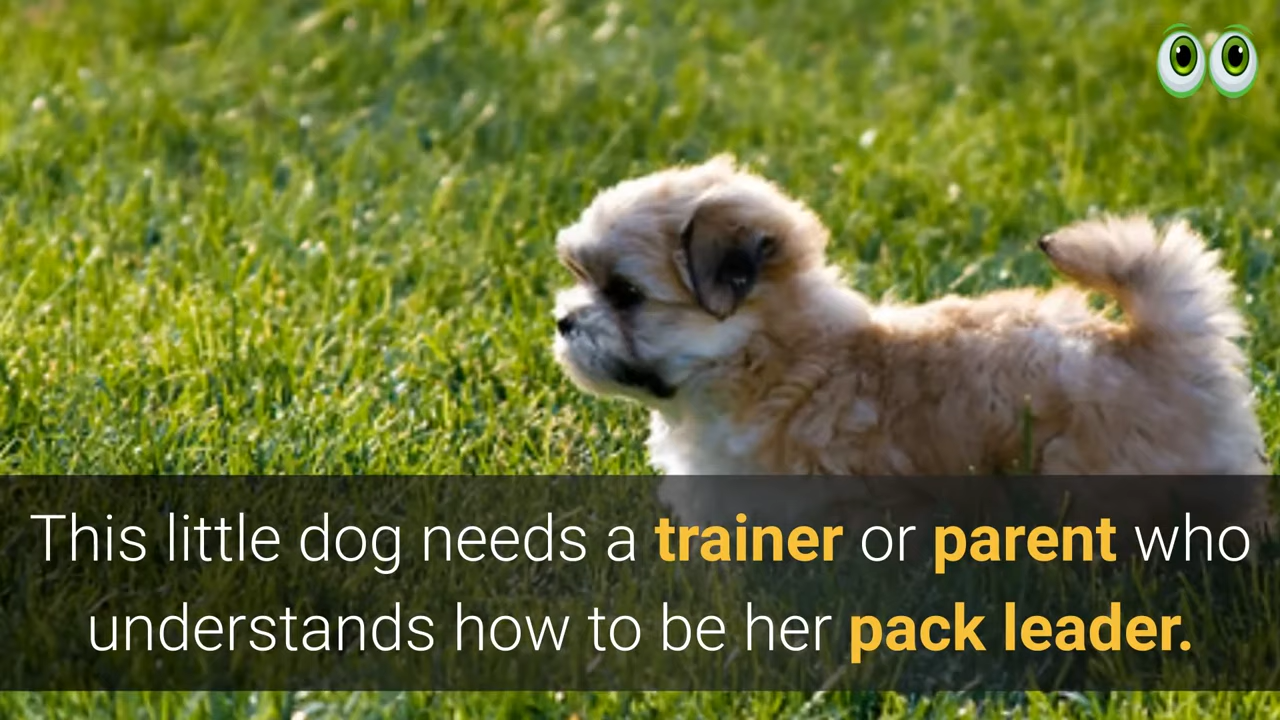 This little dog needs a trainer or parent who
understands how to be her pack leader.